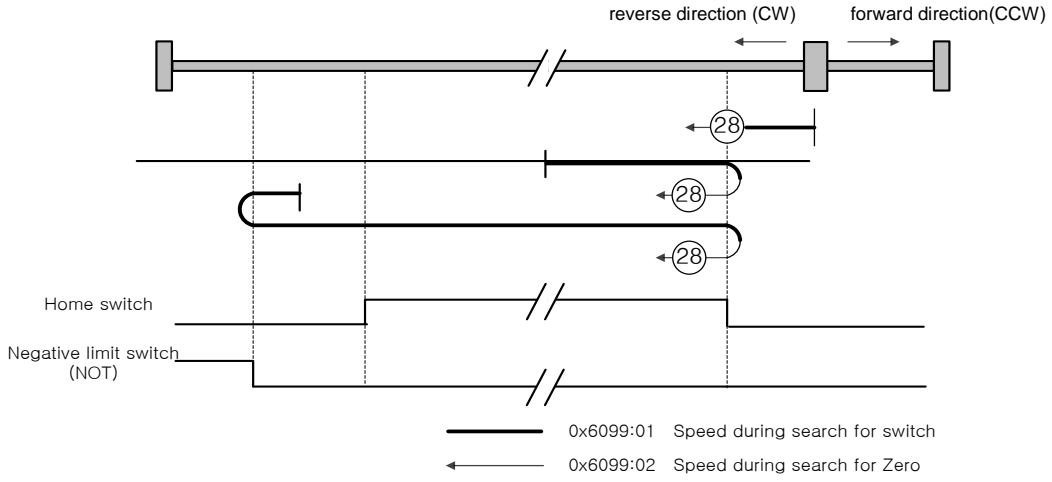 reverse direction (CW)
forward direction(CCW)
28
28
28
Home switch
Negative limit switch
(NOT)
0x6099:01 Speed during search for switch
0x6099:02 Speed during search for Zero